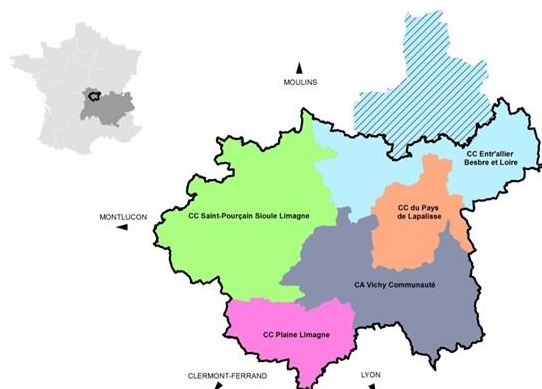 MOULINS
CC Entr'allier
Besbre et Loire
CC du Pays
de Lapalisse
CC Saint-Pourçain Sioule Limagne
MONTLUCON
CA Vichy Communauté
CC Plaine Limagne
CLERMONT-FERRAND
LYON